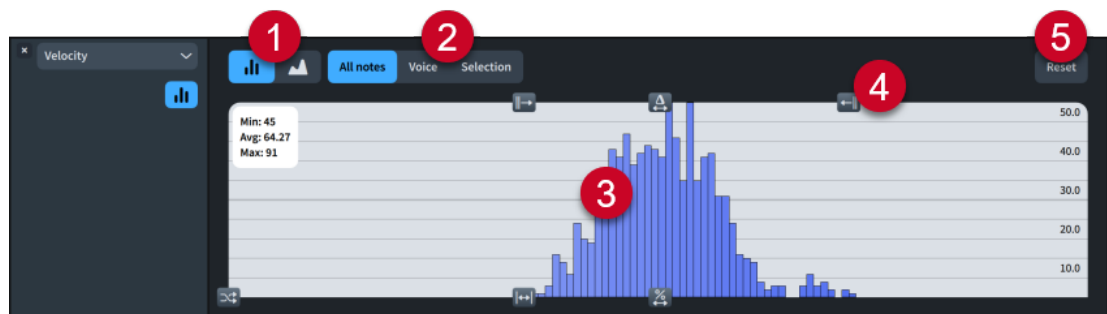 1
2
5
Velocity
All notes
Voice
Selection
Reset
4
Min: 45
Avg: 64.27
Max: 91
50.0
40.0
30.0
3
20.0
10.0
Δ
%